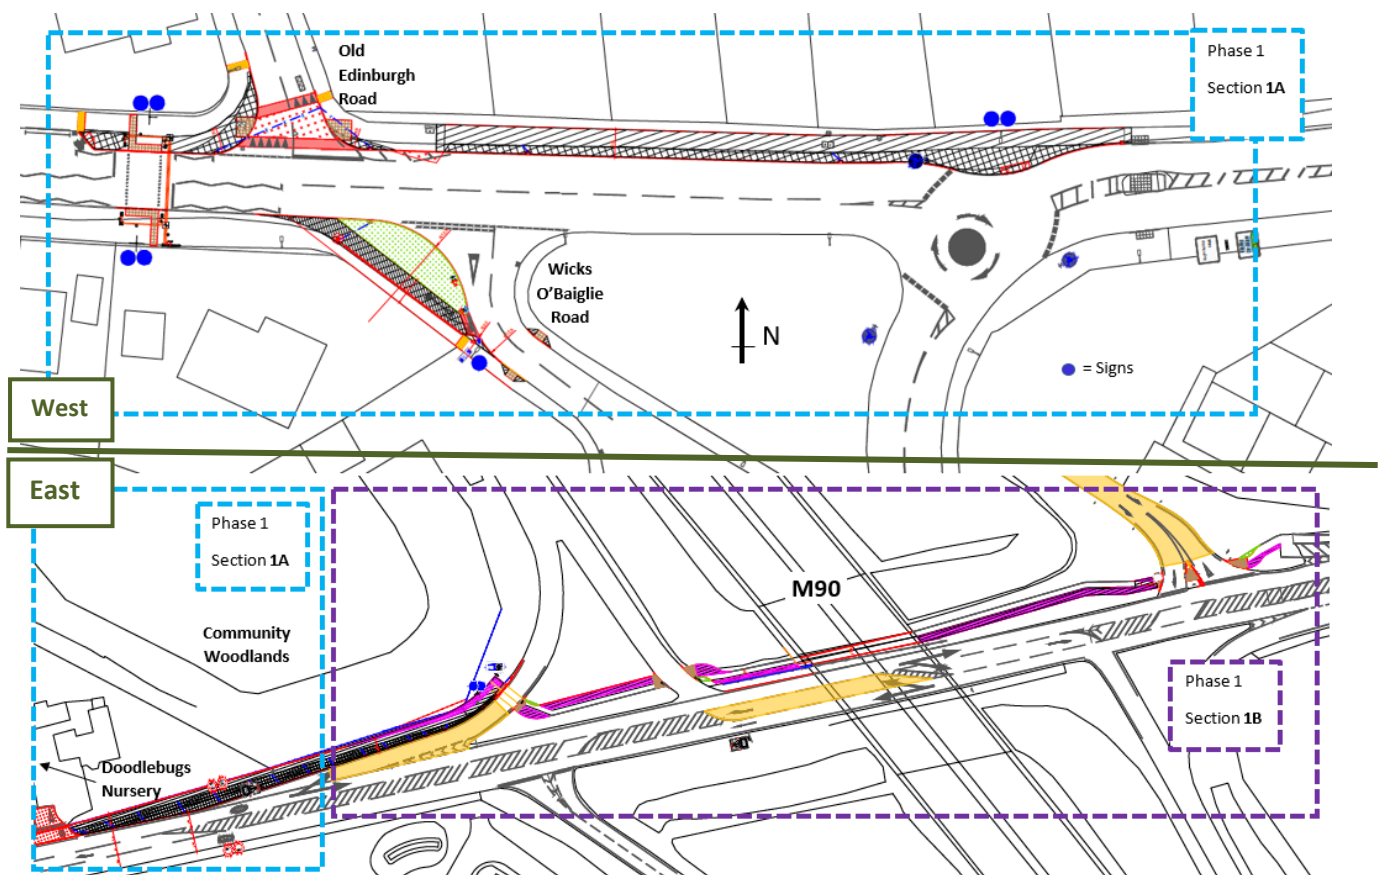 Old
Edinburgh
Road
Phase 1
Section 1A
Wicks
O'Baiglie
Road
N
= Signs
West
East
Phase 1
Section 1A
M90
Community
Woodlands
Phase 1
Section 1B
Doodlebugs
Nursery